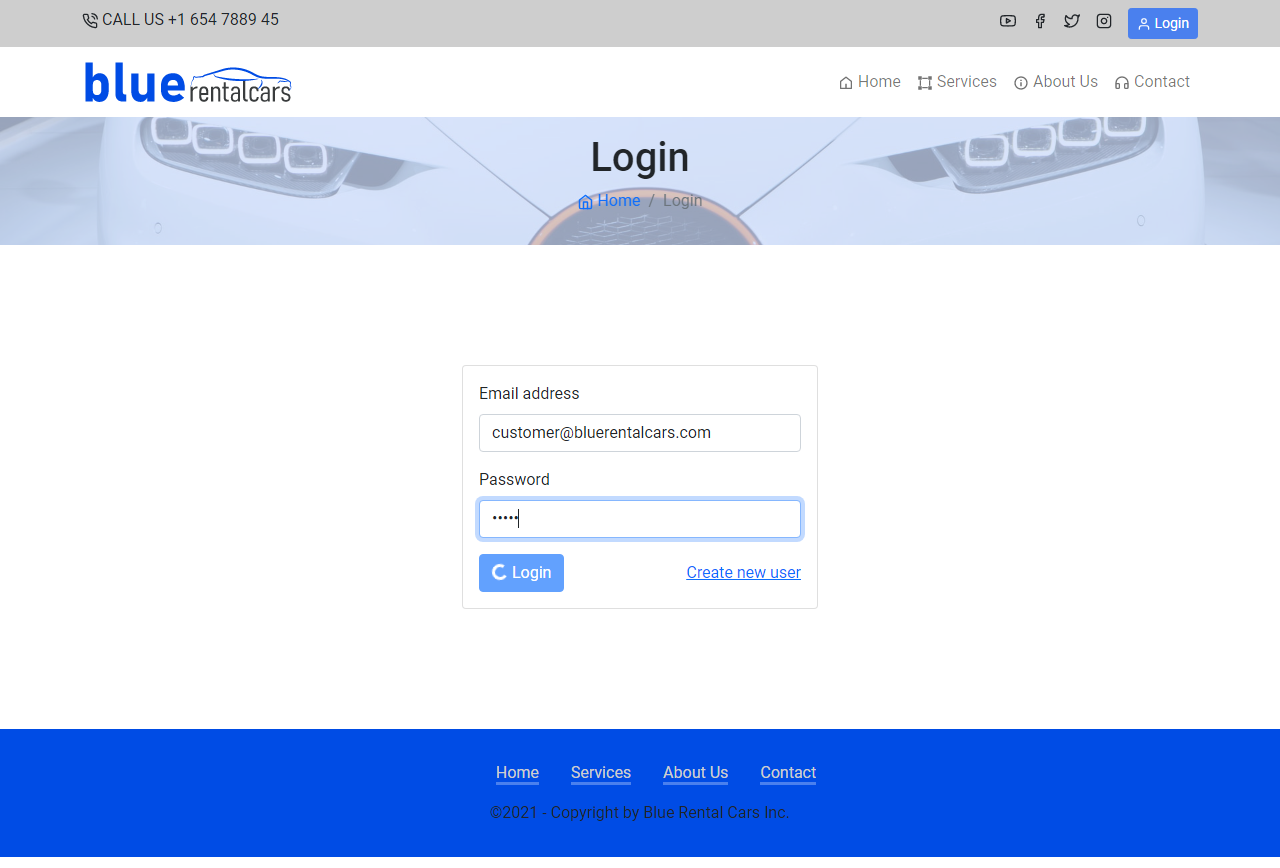 CALL US +1 654 7889 45
Login
blue rentalcars
Home Services About Us Contact
Login
Home / Login
Email address
customer@bluerentalcars.com
Password
•••••
Login Create new user
Home Services About Us Contact
©2021 - Copyright by Blue Rental Cars Inc.